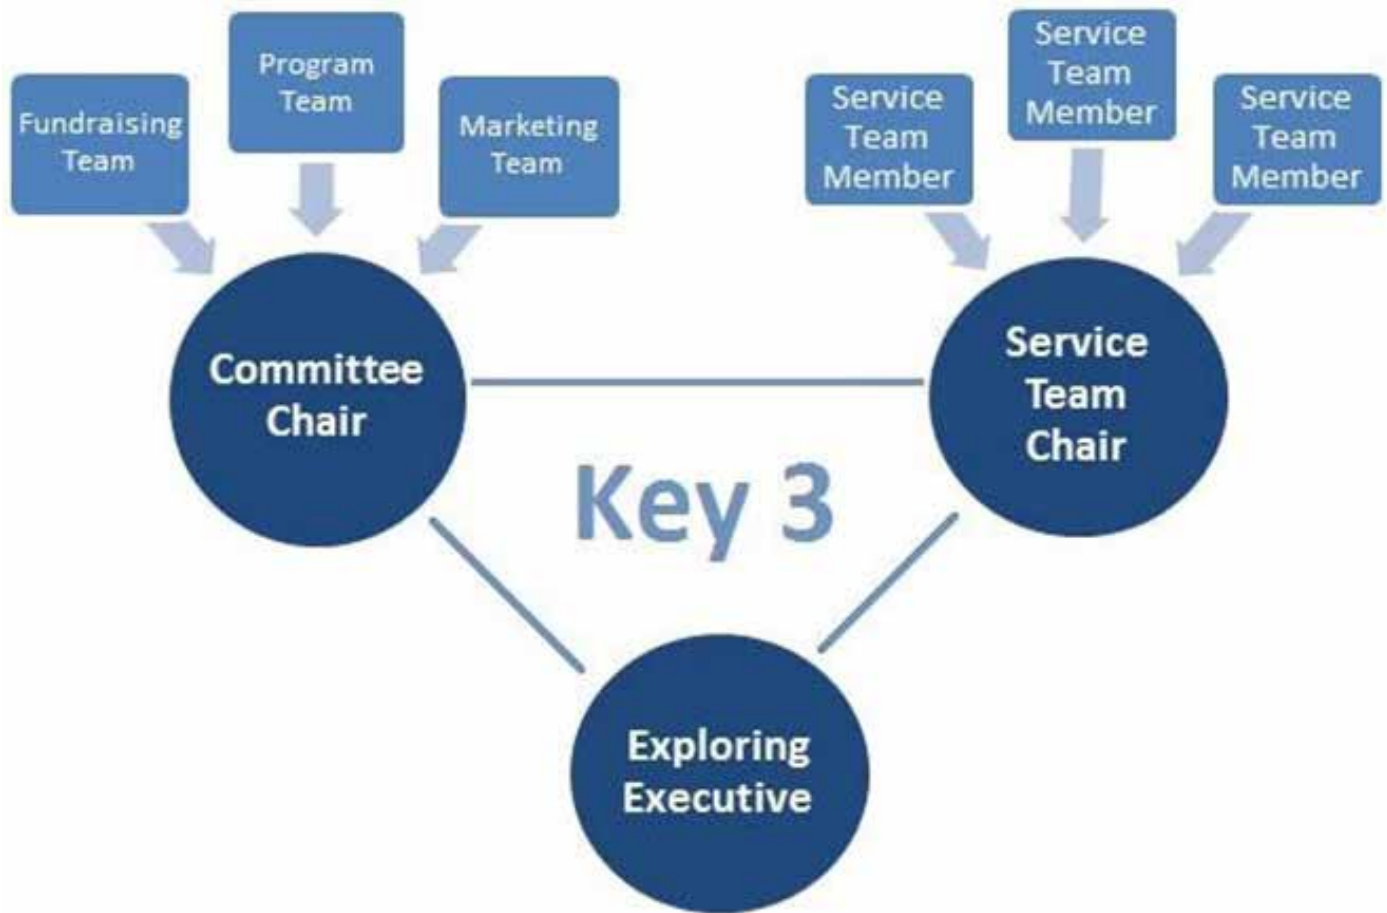 Fundraising
Team
Program
Team
Marketing
Team
Service
Team
Member
Service
Team
Member
Service
Team
Member
Committee
Chair
Service
Team
Chair
Key 3
Exploring
Executive